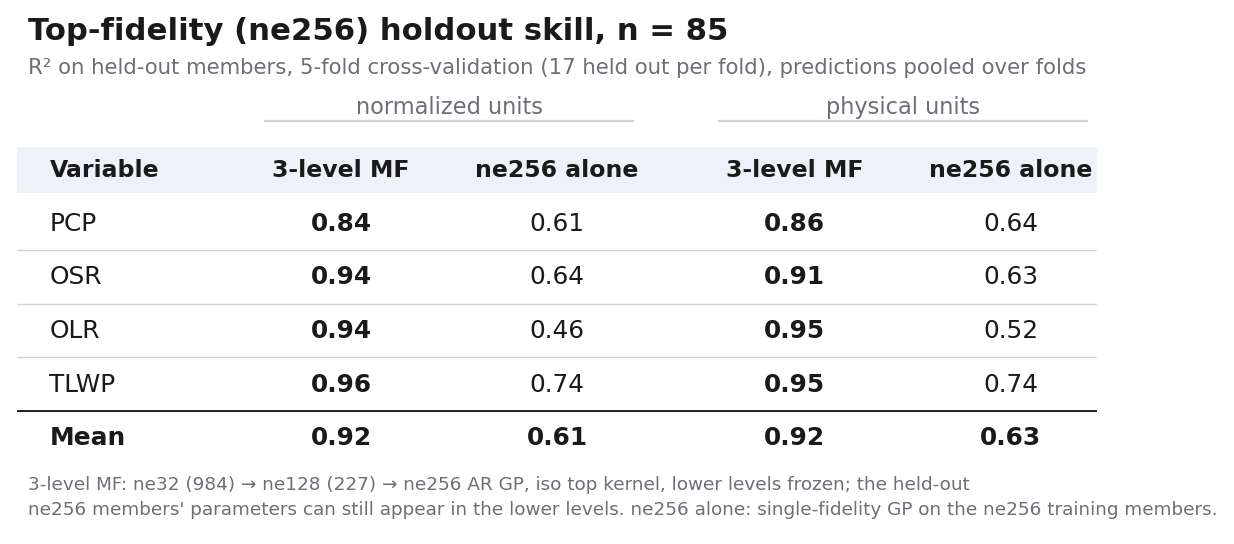 Top-fidelity (ne256) holdout skill, n = 85
R² on held-out members, 5-fold cross-validation (17 held out per fold), predictions pooled over folds
normalized units physical units
Variable 3-level MF ne256 alone 3-level MF ne256 alone
PCP 0.84 0.61 0.86 0.64
OSR 0.94 0.64 0.91 0.63
OLR 0.94 0.46 0.95 0.52
TLWP 0.96 0.74 0.95 0.74
Mean 0.92 0.61 0.92 0.63
3-level MF: ne32 (984) → ne128 (227) → ne256 AR GP, iso top kernel, lower levels frozen; the held-out
ne256 members' parameters can still appear in the lower levels. ne256 alone: single-fidelity GP on the ne256 training members.